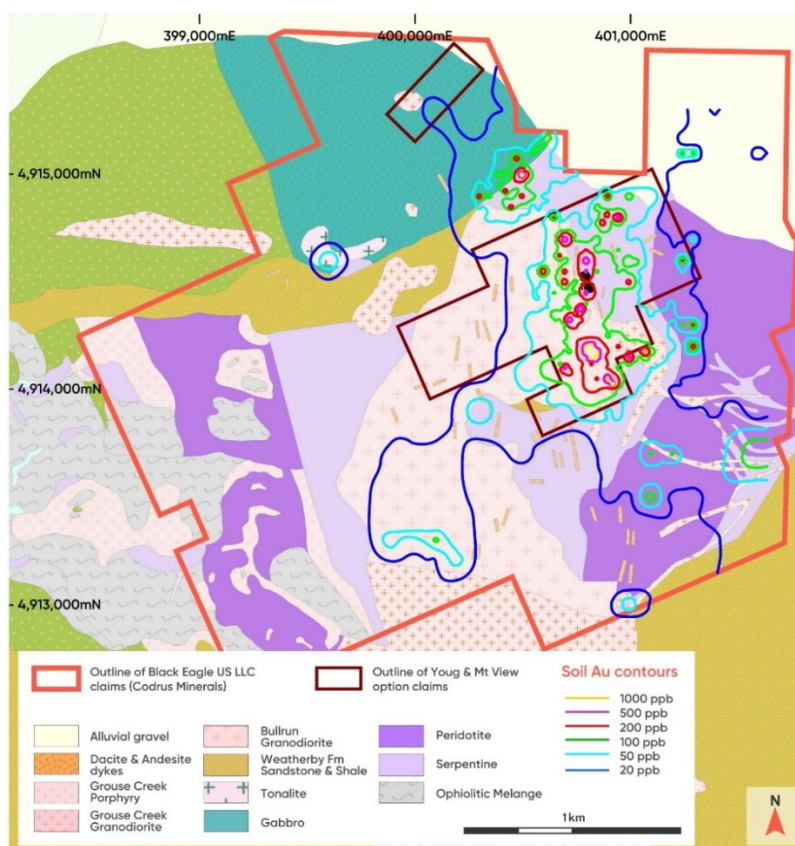 399,000mE
400,000mE
401,000mE
4,915,000mN
4,914,000mN
4,913,000mN
Outline of Black Eagle US LLC
claims (Codrus Minerals)
Outline of Youg & Mt View
option claims
Soil Au contours
1000 ppb
500 ppb
200 ppb
100 ppb
50 ppb
20 ppb
Alluvial gravel
Dacite & Andesite
dykes
Grouse Creek
Porphyry
Grouse Creek
Granodiorite
Bullrun
Granodiorite
Weatherby Fm
Sandstone & Shale
Tonalite
Gabbro
Peridotite
Serpentine
Ophiolitic Melange
1km
N